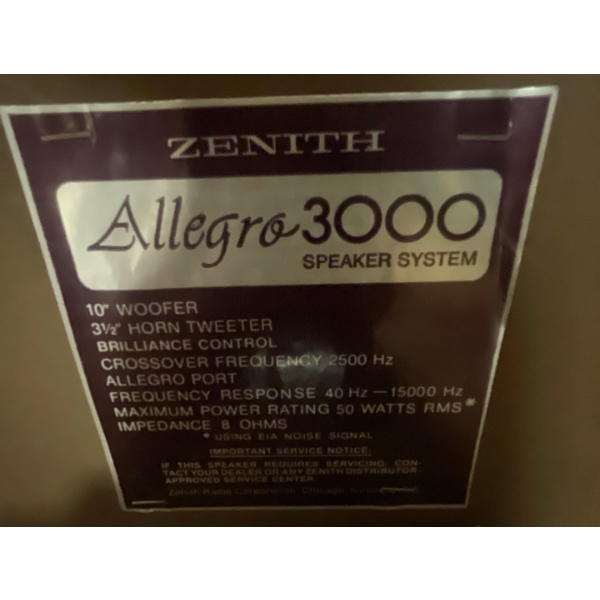 ZENITH
Allegro 3000
SPEAKER SYSTEM
10" WOOFER
3½" HORN TWEETER
BRILLIANCE CONTROL
CROSSOVER FREQUENCY 2500 Hz
ALLEGRO PORT
FREQUENCY RESPONSE 40 Hz — 15000 Hz
MAXIMUM POWER RATING 50 WATTS RMS*
IMPEDANCE 8 OHMS
* USING EIA NOISE SIGNAL
IMPORTANT SERVICE NOTICE:
IF THIS SPEAKER REQUIRES SERVICING, CON-
TACT YOUR DEALER OR ANY ZENITH DISTRIBUTOR-
APPROVED SERVICE CENTER.
Zenith Radio Corporation, Chicago,